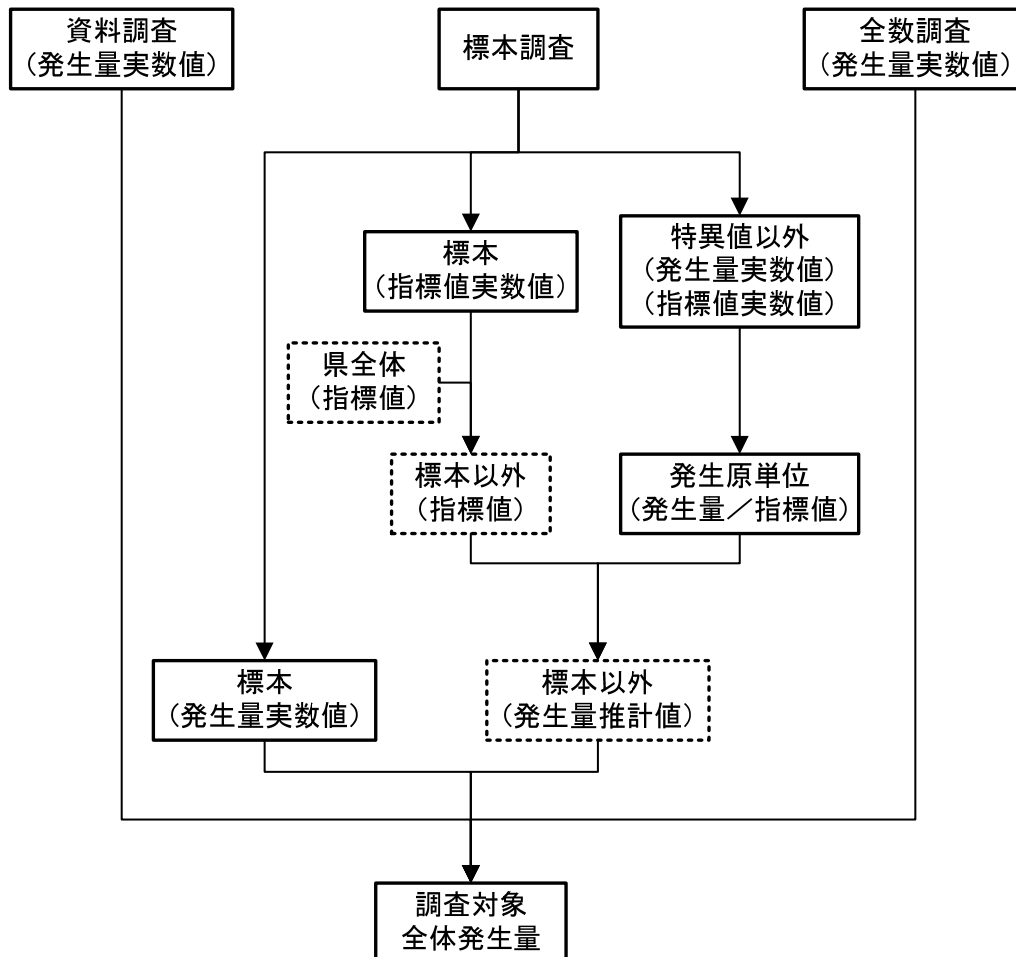 資料調査
（発生量実数値）
標本調査
全数調査
（発生量実数値）
標本
（指標値実数値）
特異値以外
（発生量実数値）
（指標値実数値）
県全体
（指標値）
標本以外
（指標値）
発生原単位
（発生量／指標値）
標本
（発生量実数値）
標本以外
（発生量推計値）
調査対象
全体発生量